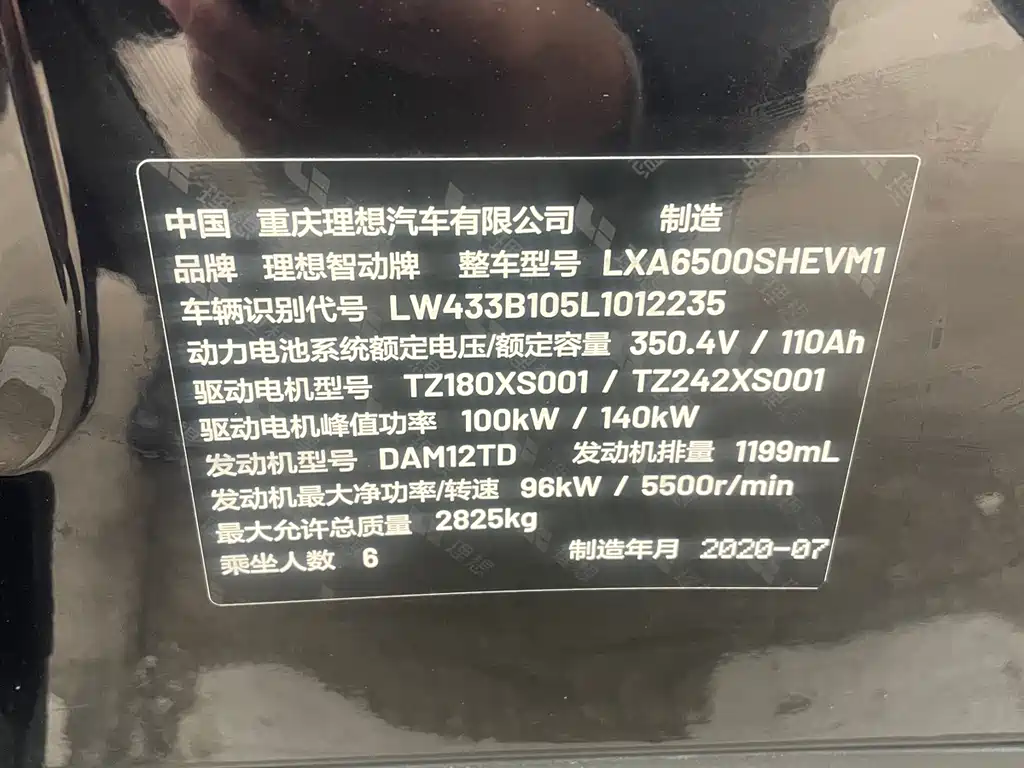 中国 重庆理想汽车有限公司 制造
品牌 理想智动牌 整车型号 LXA6500SHEVM1
车辆识别代号 LW433B105L1012235
动力电池系统额定电压/额定容量 350.4V / 110Ah
驱动电机型号 TZ180XS001 / TZ242XS001
驱动电机峰值功率 100kW / 140kW
发动机型号 DAM12TD 发动机排量 1199mL
发动机最大净功率/转速 96kW / 5500r/min
最大允许总质量 2825kg
乘坐人数 6 制造年月 2020-07